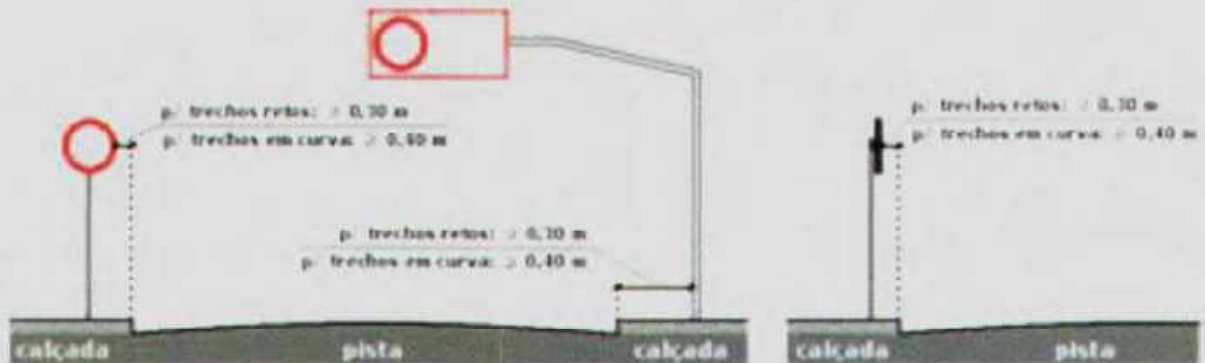 p/ trechos retos: ≥ 0,30 m
p/ trechos em curva: ≥ 0,40 m
p/ trechos retos: ≥ 0,30 m
p/ trechos em curva: ≥ 0,40 m
p/ trechos retos: ≥ 0,30 m
p/ trechos em curva: ≥ 0,40 m
calçada
pista
calçada
calçada
pista